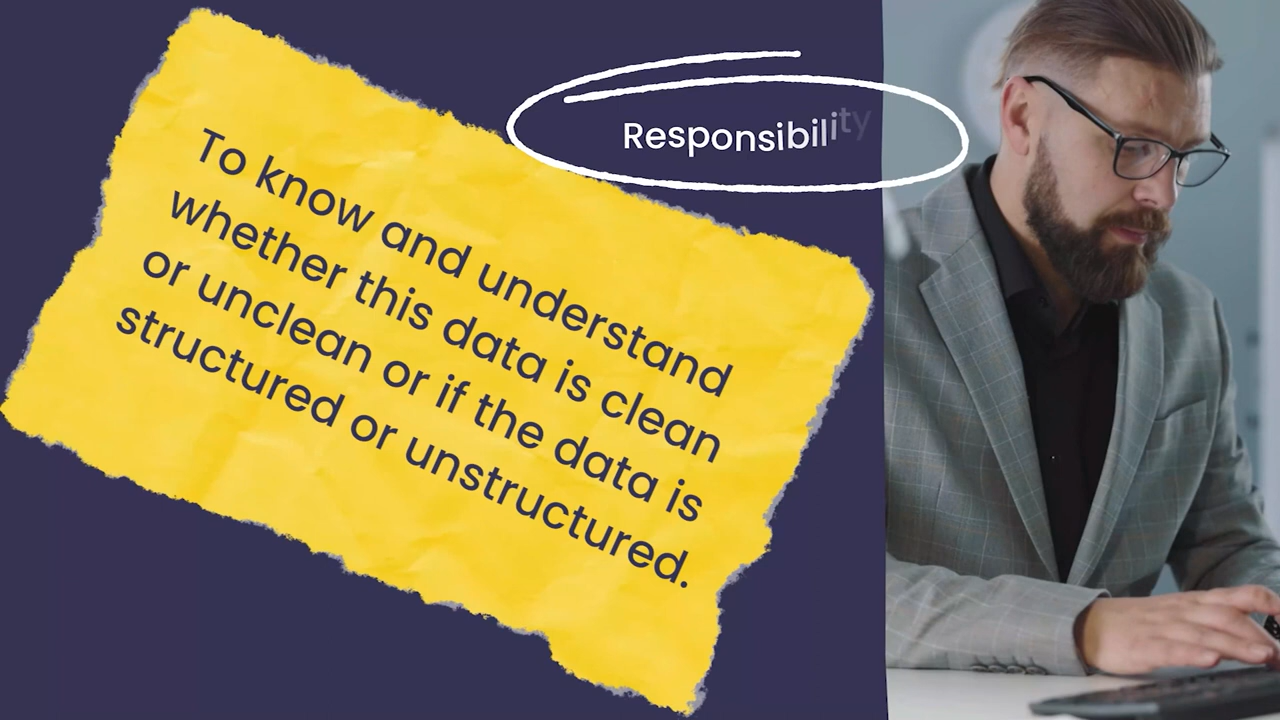 Responsibility
To know and understand
whether this data is clean
or unclean or if the data is
structured or unstructured.